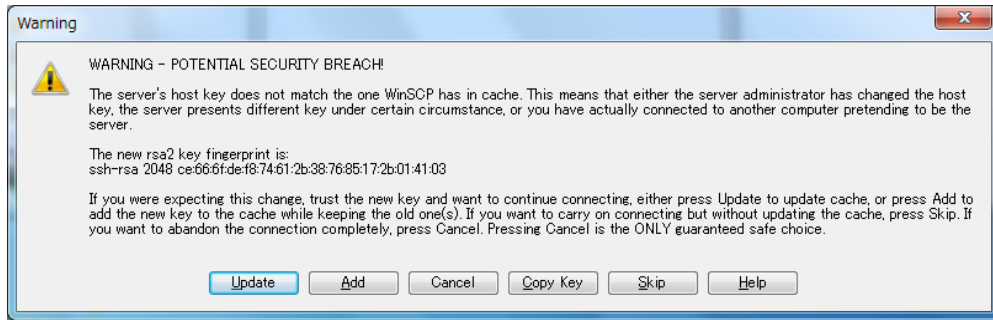 Warning
WARNING - POTENTIAL SECURITY BREACH!
The server's host key does not match the one WinSCP has in cache. This means that either the server administrator has changed the host
key, the server presents different key under certain circumstance, or you have actually connected to another computer pretending to be the
server.
The new rsa2 key fingerprint is:
ssh-rsa 2048 ce:66:6f:de:f8:74:61:2b:38:76:85:17:2b:01:41:03
If you were expecting this change, trust the new key and want to continue connecting, either press Update to update cache, or press Add to
add the new key to the cache while keeping the old one(s). If you want to carry on connecting but without updating the cache, press Skip. If
you want to abandon the connection completely, press Cancel. Pressing Cancel is the ONLY guaranteed safe choice.
Update Add Cancel Copy Key Skip Help